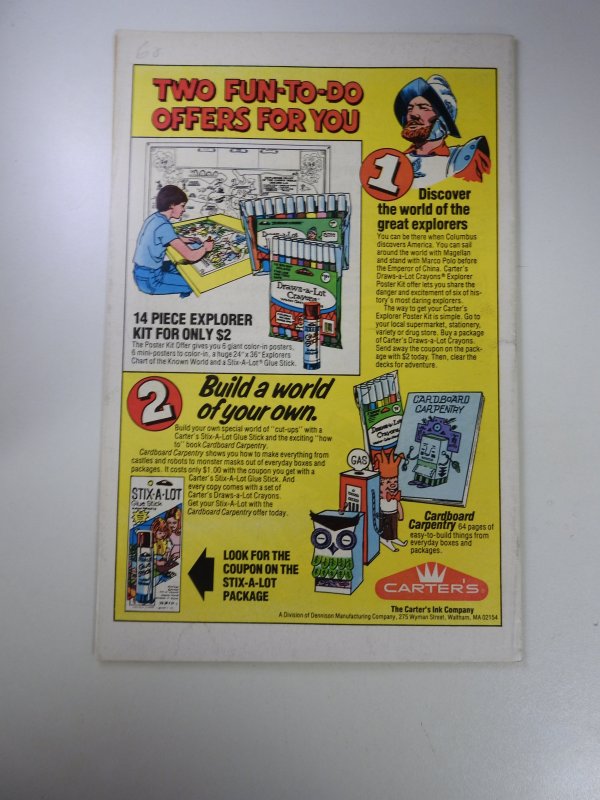 68
TWO FUN-TO-DO
OFFERS FOR YOU
1
Discover
the world of the
great explorers
You can be there when Columbus
discovers America. You can sail
around the world with Magellan
and stand with Marco Polo before
the Emperor of China. Carter's
Draws-a-Lot Crayons® Explorer
Poster Kit offer lets you share the
danger and excitement of six of his-
tory's most daring explorers.
The way to get your Carter's
Explorer Poster Kit is simple. Go to
your local supermarket, stationery,
variety or drug store. Buy a package
of Carter's Draws-a-Lot Crayons.
Send away the coupon on the pack-
age with $2 today. Then, clear the
decks for adventure.
Draws-a-Lot
Crayons
14 PIECE EXPLORER
KIT FOR ONLY $2
The Poster Kit Offer gives you 6 giant color-in posters,
6 mini-posters to color-in, a huge 24" x 36" Explorers
Chart of the Known World and a Stix-A-Lot® Glue Stick.
2
Build a world
of your own.
Build your own special world of "cut-ups" with a
Carter's Stix-A-Lot Glue Stick and the exciting "how
to" book Cardboard Carpentry.
Cardboard Carpentry shows you how to make everything from
castles and robots to monster masks out of everyday boxes and
packages. It costs only $1.00 with the coupon you get with a
Carter's Stix-A-Lot Glue Stick. And
every copy comes with a set of
Carter's Draws-a-Lot Crayons.
Get your Stix-A-Lot with the
Cardboard Carpentry offer today.
STIX-A-LOT
Glue Stick
LOOK FOR THE
COUPON ON THE
STIX-A-LOT
PACKAGE
CARDBOARD
CARPENTRY
GAS
Cardboard
Carpentry 64 pages of
easy-to-build things from
everyday boxes and
packages.
CARTER'S®
The Carter's Ink Company
A Division of Dennison Manufacturing Company, 275 Wyman Street, Waltham, MA 02154